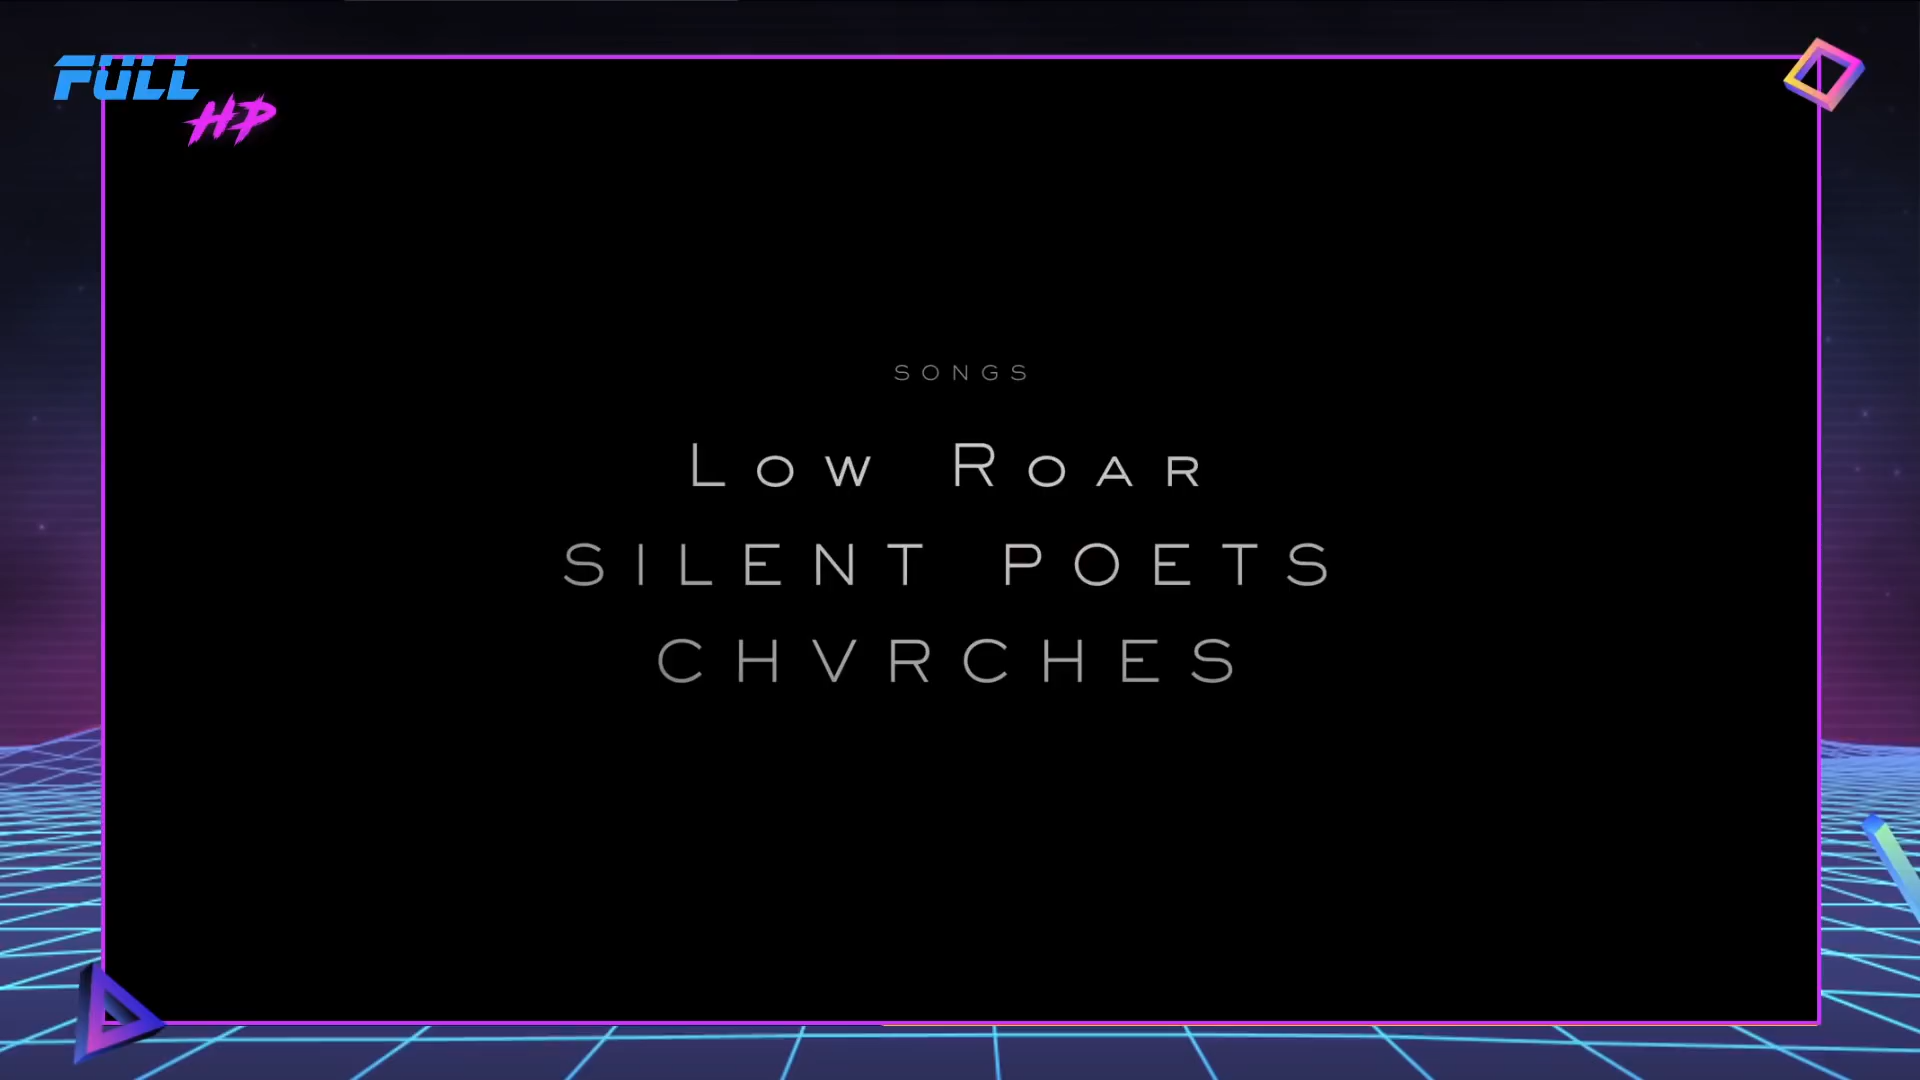 FULL
HP
SONGS
Low Roar
SILENT POETS
CHVRCHES